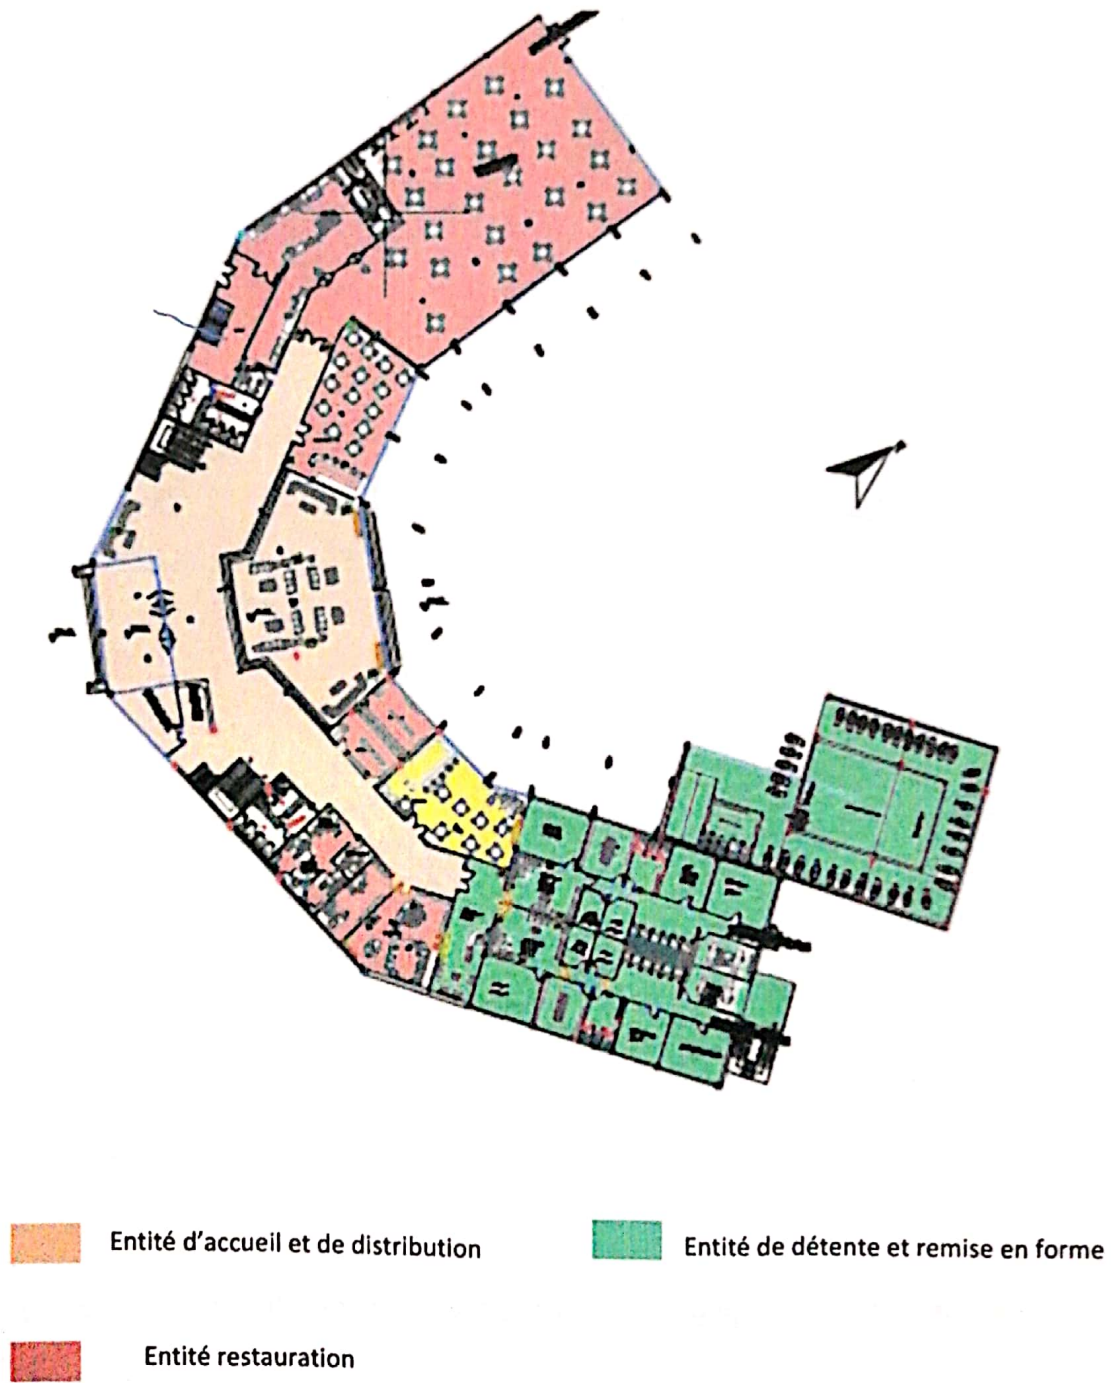 Entité d'accueil et de distribution
Entité de détente et remise en forme
Entité restauration